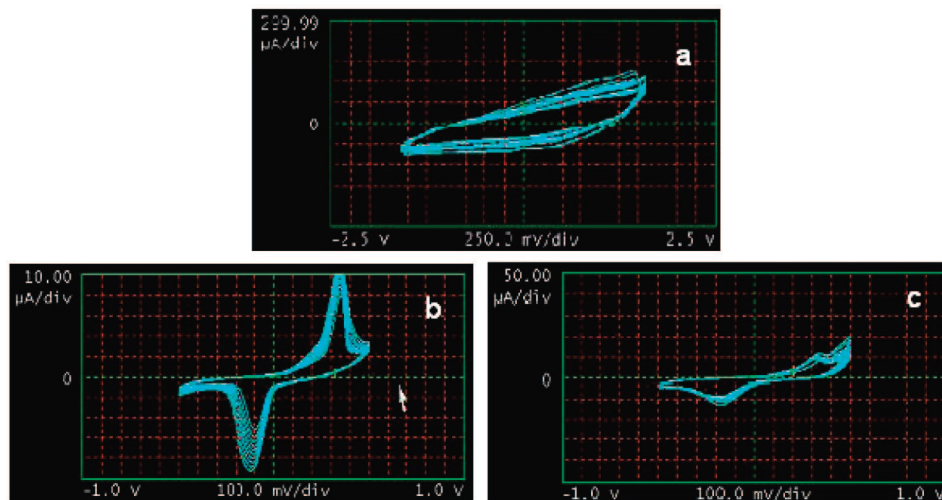 299.99
µA/div
a
0
-2.5 V 250.0 mV/div 2.5 V
10.00
µA/div
b
0
-1.0 V 100.0 mV/div 1.0 V
50.00
µA/div
c
0
-1.0 V 100.0 mV/div 1.0 V